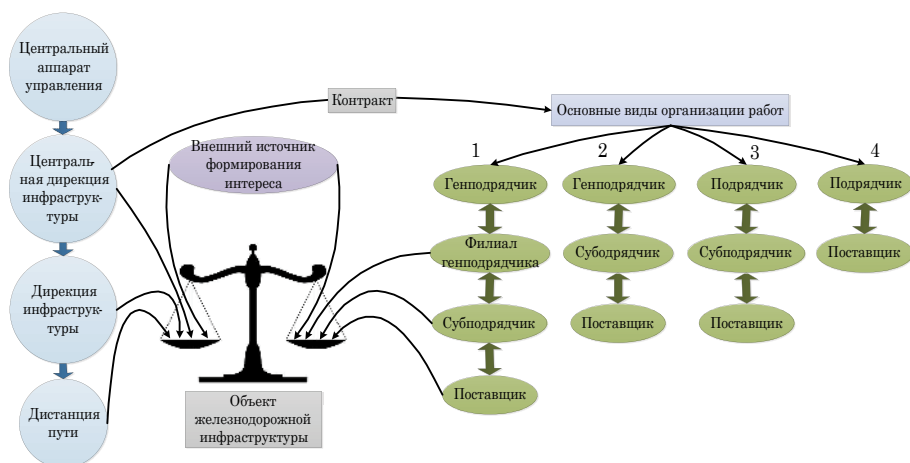 Центральный
аппарат
управления
Централь-
ная дирекция
инфраструк-
туры
Дирекция
инфраструк-
туры
Дистанция
пути
Контракт
Внешний источник
формирования
интереса
Объект
железнодорожной
инфраструктуры
Основные виды организации работ
1
Генподрядчик
Филиал
генподрядчика
Субподрядчик
Поставщик
2
Генподрядчик
Субодрядчик
Поставщик
3
Подрядчик
Субподрядчик
Поставщик
4
Подрядчик
Поставщик